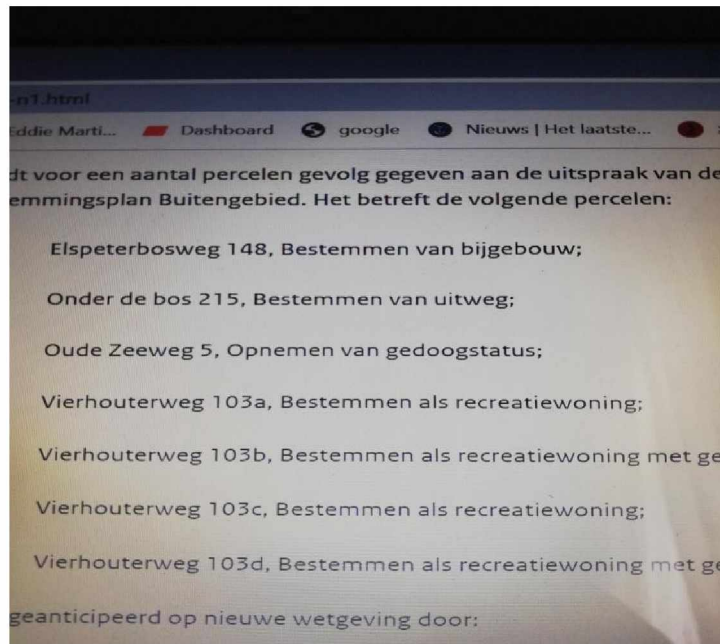 -n1.html
Eddie Marti... Dashboard google Nieuws | Het laatste...
dt voor een aantal percelen gevolg gegeven aan de uitspraak van de
emmingsplan Buitengebied. Het betreft de volgende percelen:
Elspeterbosweg 148, Bestemmen van bijgebouw;
Onder de bos 215, Bestemmen van uitweg;
Oude Zeeweg 5, Opnemen van gedoogstatus;
Vierhouterweg 103a, Bestemmen als recreatiewoning;
Vierhouterweg 103b, Bestemmen als recreatiewoning met ge
Vierhouterweg 103c, Bestemmen als recreatiewoning;
Vierhouterweg 103d, Bestemmen als recreatiewoning met ge
geanticipeerd op nieuwe wetgeving door: